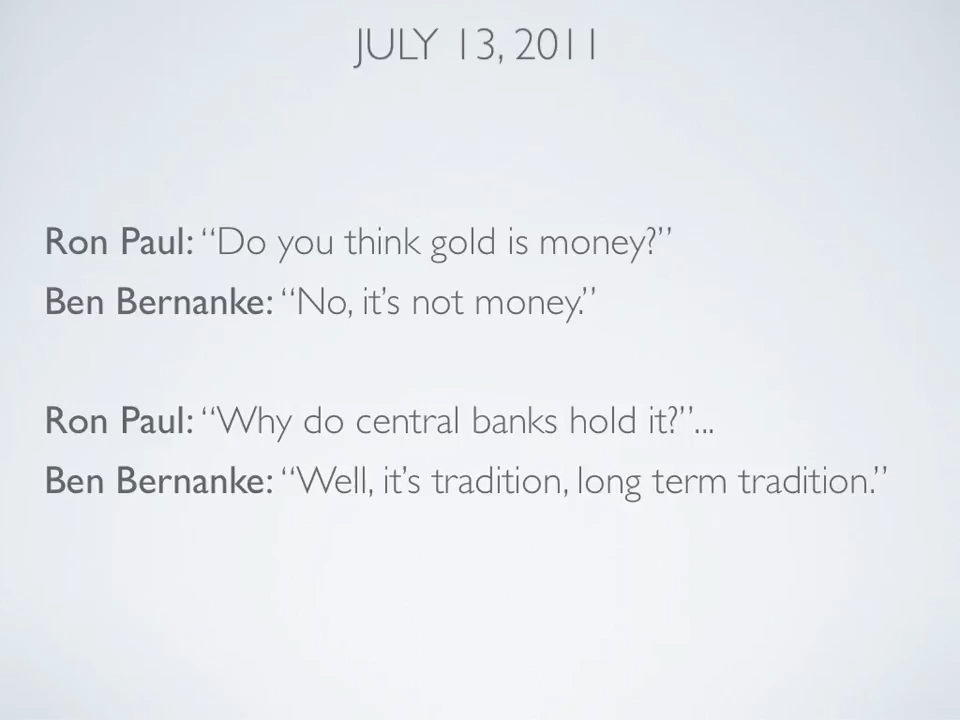 JULY 13, 2011
Ron Paul: “Do you think gold is money?”
Ben Bernanke: “No, it’s not money.”
Ron Paul: “Why do central banks hold it?”...
Ben Bernanke: “Well, it’s tradition, long term tradition.”